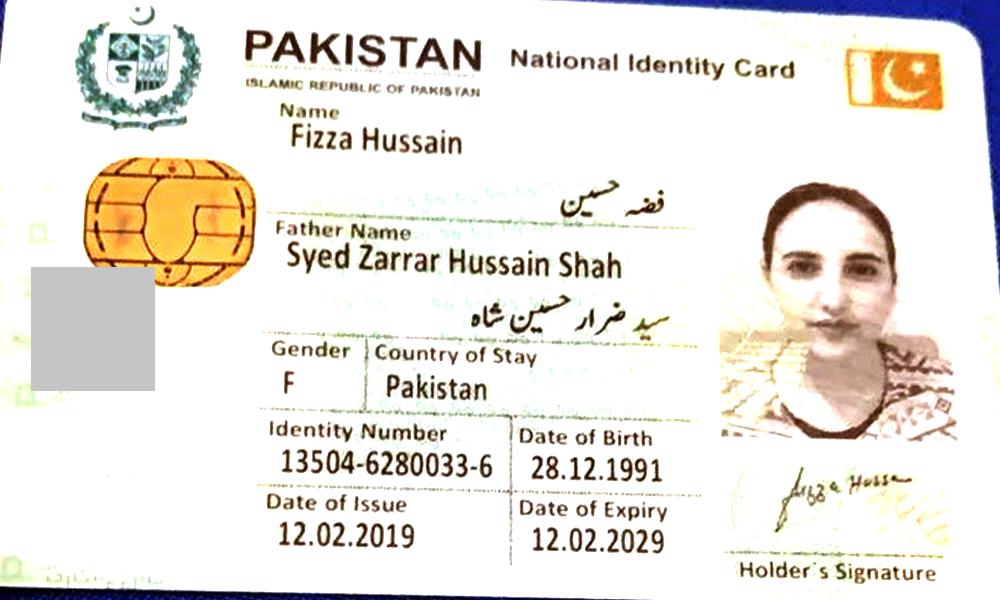 PAKISTAN National Identity Card
ISLAMIC REPUBLIC OF PAKISTAN
Name
Fizza Hussain
فضہ حسین
Father Name
Syed Zarrar Hussain Shah
سید ضرار حسین شاہ
Gender Country of Stay
F Pakistan
Identity Number Date of Birth
13504-6280033-6 28.12.1991
Date of Issue Date of Expiry
12.02.2019 12.02.2029
Fizza Hussa
Holder's Signature